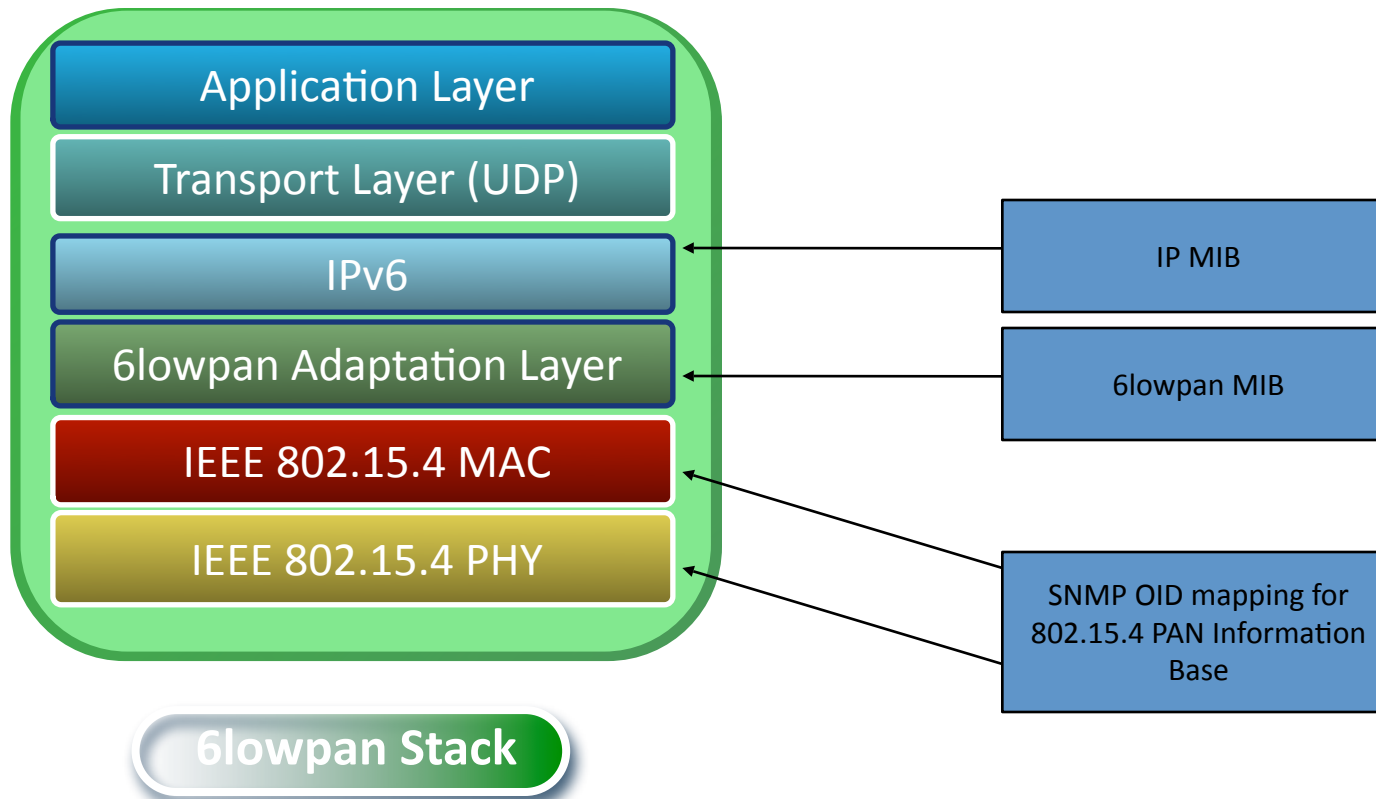 Application Layer
Transport Layer (UDP)
IPv6
6lowpan Adaptation Layer
IEEE 802.15.4 MAC
IEEE 802.15.4 PHY
6lowpan Stack
IP MIB
6lowpan MIB
SNMP OID mapping for
802.15.4 PAN Information
Base